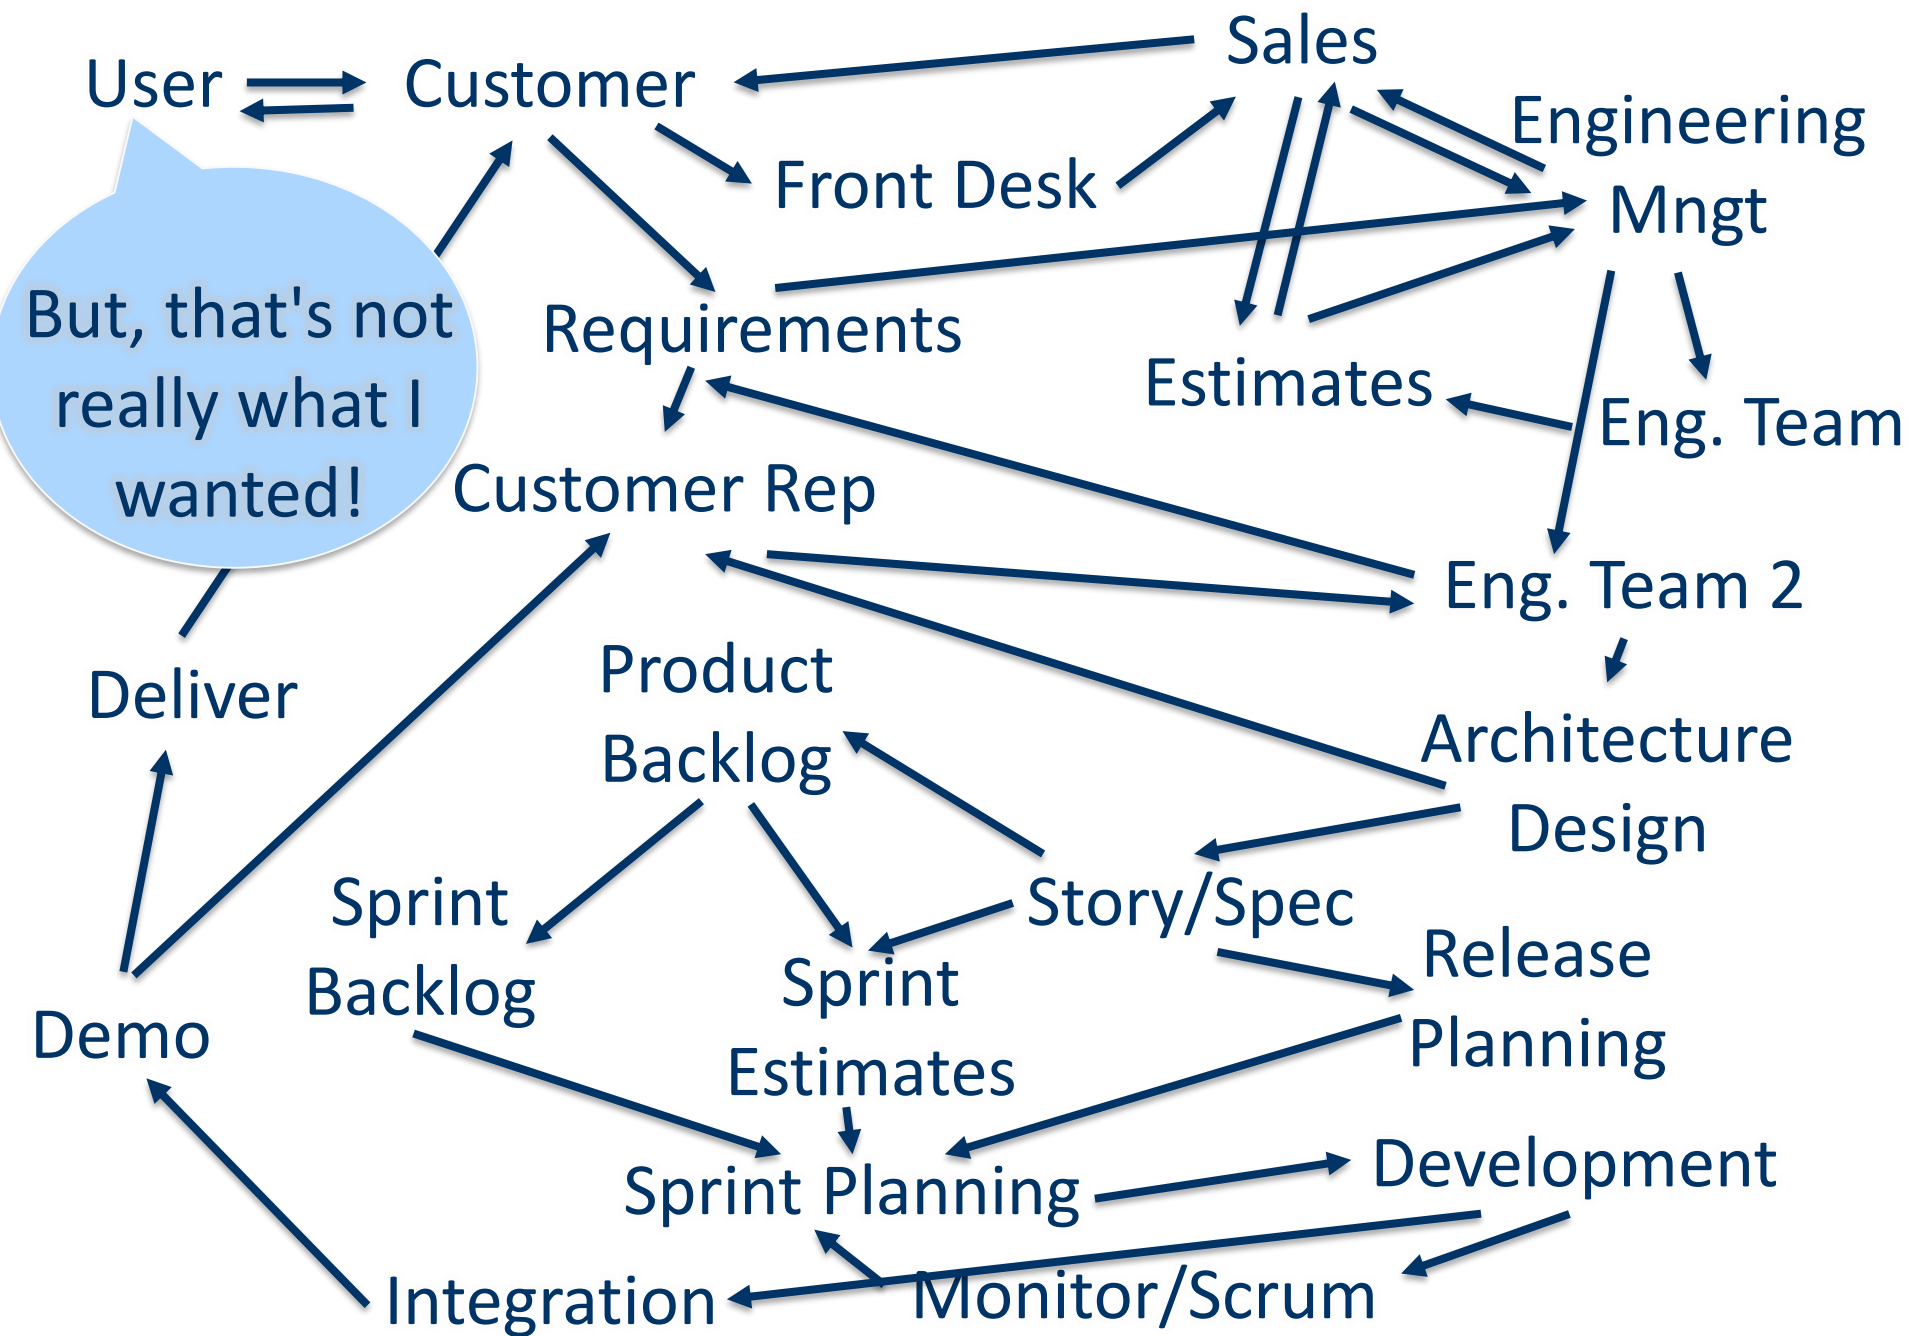 User
Customer
Sales
Engineering
Mngt
Front Desk
But, that's not
really what I
wanted!
Requirements
Estimates
Eng. Team
Customer Rep
Eng. Team 2
Deliver
Product
Backlog
Architecture
Design
Sprint
Backlog
Story/Spec
Sprint
Estimates
Release
Planning
Demo
Sprint Planning
Development
Integration
Monitor/Scrum